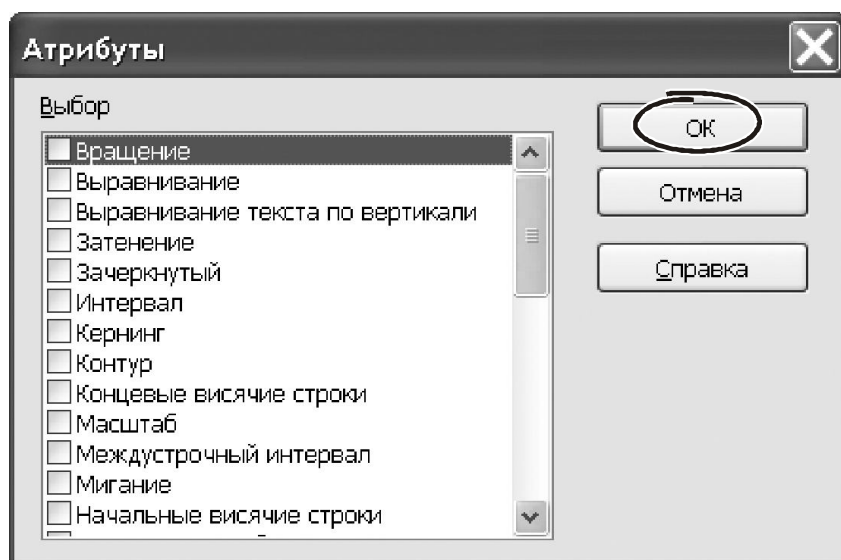 Атрибуты
Выбор
Вращение
Выравнивание
Выравнивание текста по вертикали
Затенение
Зачеркнутый
Интервал
Кернинг
Контур
Концевые висячие строки
Масштаб
Междустрочный интервал
Мигание
Начальные висячие строки
ОК
Отмена
Справка